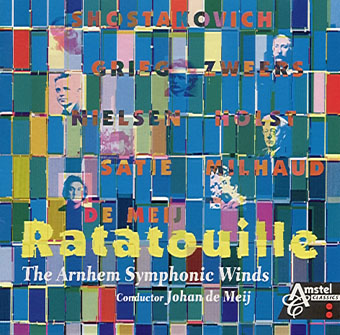 SHOSTAKOVICH
GRIEG ZWEERS
NIELSEN HOLST
SATIE MILHAUD
DE MEIJ
Ratatouille
The Arnhem Symphonic Winds
Conductor Johan de Meij
Amstel
CLASSICS